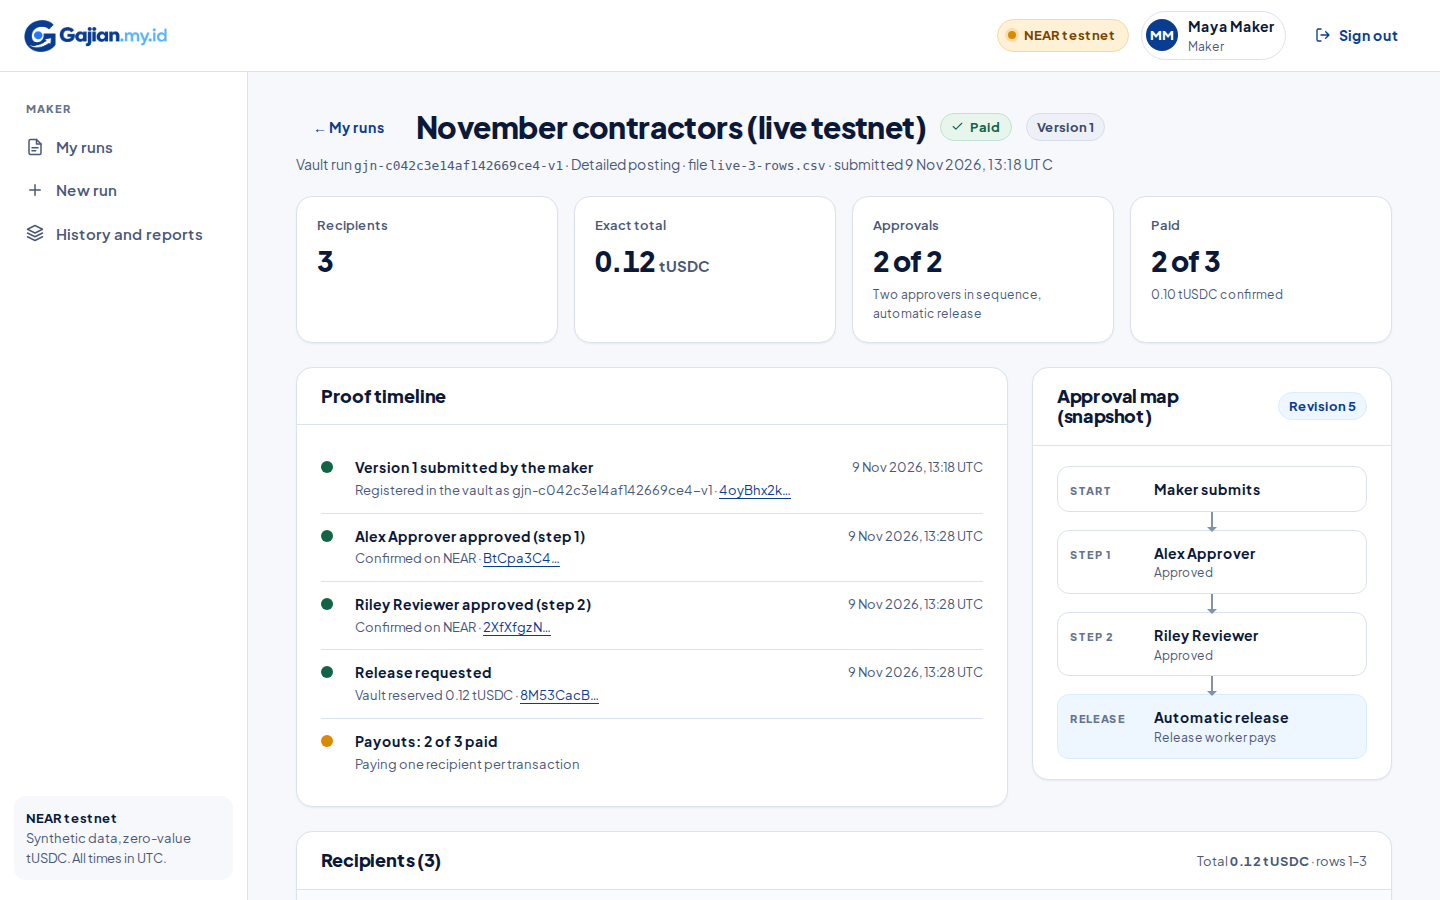 Gajian.my.id
NEAR testnet
MM
Maya Maker
Maker
Sign out
MAKER
My runs
New run
History and reports
NEAR testnet
Synthetic data, zero-value
tUSDC. All times in UTC.
← My runs
November contractors (live testnet)
Paid
Version 1
Vault run gjn-c042c3e14af142669ce4-v1 · Detailed posting · file live-3-rows.csv · submitted 9 Nov 2026, 13:18 UTC
Recipients
3
Exact total
0.12 tUSDC
Approvals
2 of 2
Two approvers in sequence,
automatic release
Paid
2 of 3
0.10 tUSDC confirmed
Proof timeline
Version 1 submitted by the maker
9 Nov 2026, 13:18 UTC
Registered in the vault as gjn-c042c3e14af142669ce4-v1 · 4oyBhx2k…
Alex Approver approved (step 1)
9 Nov 2026, 13:28 UTC
Confirmed on NEAR · BtCpa3C4…
Riley Reviewer approved (step 2)
9 Nov 2026, 13:28 UTC
Confirmed on NEAR · 2XfXfgzN…
Release requested
9 Nov 2026, 13:28 UTC
Vault reserved 0.12 tUSDC · 8M53CacB…
Payouts: 2 of 3 paid
Paying one recipient per transaction
Approval map
(snapshot)
Revision 5
START
Maker submits
STEP 1
Alex Approver
Approved
STEP 2
Riley Reviewer
Approved
RELEASE
Automatic release
Release worker pays
Recipients (3)
Total 0.12 tUSDC · rows 1–3